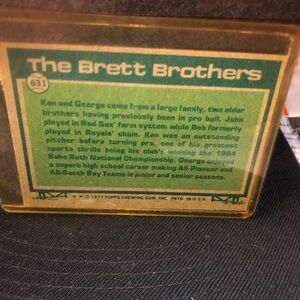 631
The Brett Brothers
Ken and George come from a large family, two older
brothers having previously been in pro ball. John
played in Red Sox' farm system while Bob formerly
played in Royals' chain. Ken was an outstanding
pitcher before turning pro, one of his greatest
sports thrills being his club's winning the 1964
Babe Ruth National Championship. George enjoyed
a super high school career making All-Pioneer and
All-South Bay Teams in junior and senior seasons.
© 1977 TOPPS CHEWING GUM, INC. PRTD. IN U.S.A.